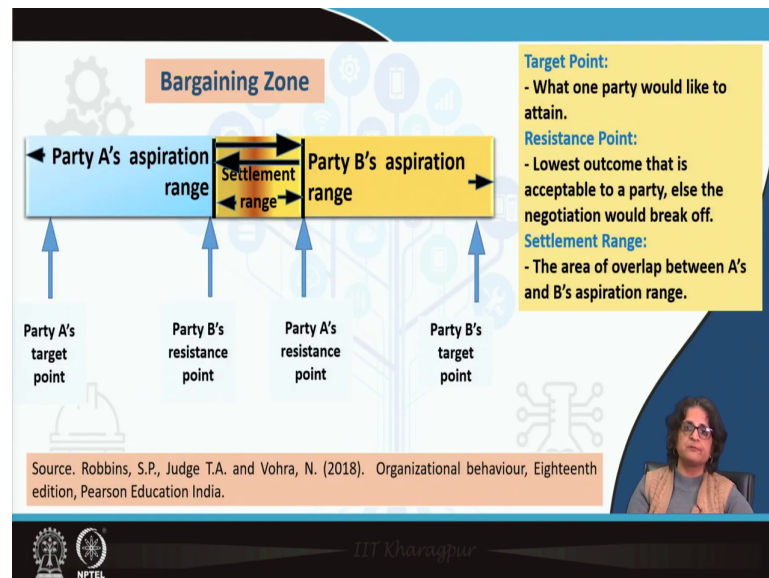 Bargaining Zone
Party A's aspiration
range
Settlement
range
Party B's aspiration
range
Party A's
target
point
Party B's
resistance
point
Party A's
resistance
point
Party B's
target
point
Target Point:
- What one party would like to
attain.
Resistance Point:
- Lowest outcome that is
acceptable to a party, else the
negotiation would break off.
Settlement Range:
- The area of overlap between A's
and B's aspiration range.
Source. Robbins, S.P., Judge T.A. and Vohra, N. (2018). Organizational behaviour, Eighteenth
edition, Pearson Education India.
NPTEL
IIT Kharagpur